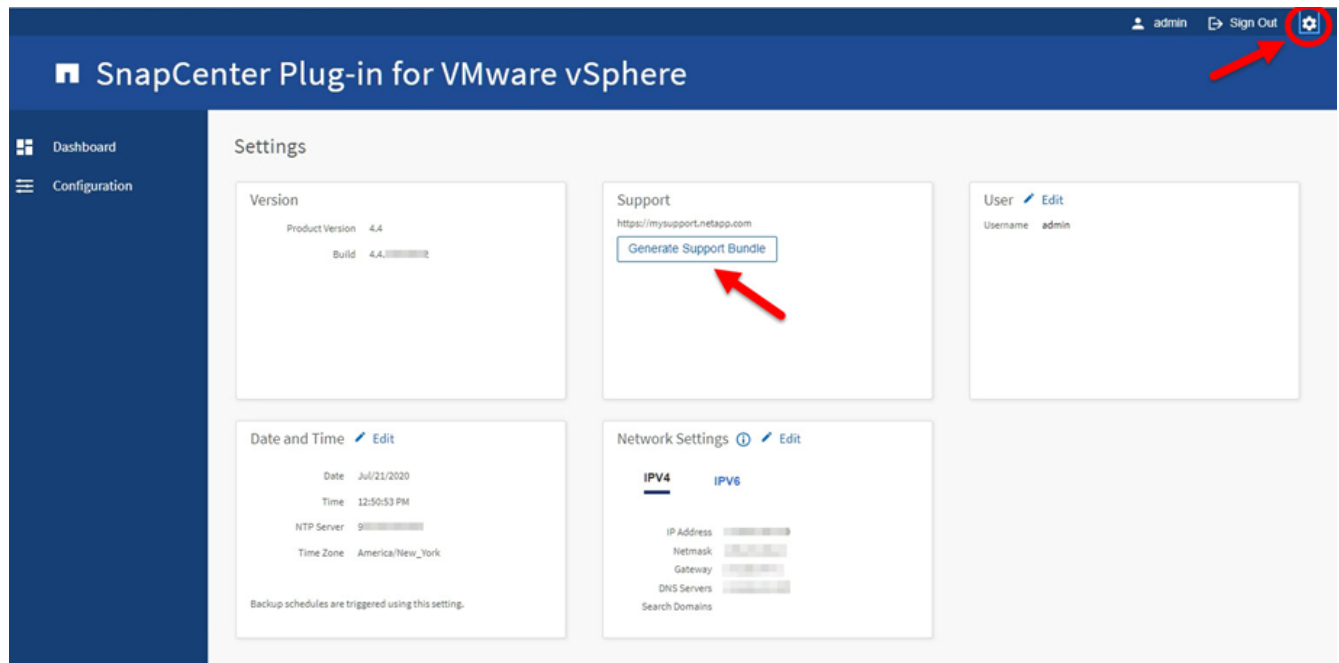 admin Sign Out
SnapCenter Plug-in for VMware vSphere
Dashboard
Configuration
Settings
Version
Product Version 4.4
Build 4.4.
Support
https://mysupport.netapp.com
Generate Support Bundle
User Edit
Username admin
Date and Time Edit
Date Jul/21/2020
Time 12:50:53 PM
NTP Server 9
Time Zone America/New_York
Backup schedules are triggered using this setting.
Network Settings Edit
IPV4 IPV6
IP Address
Netmask
Gateway
DNS Servers
Search Domains